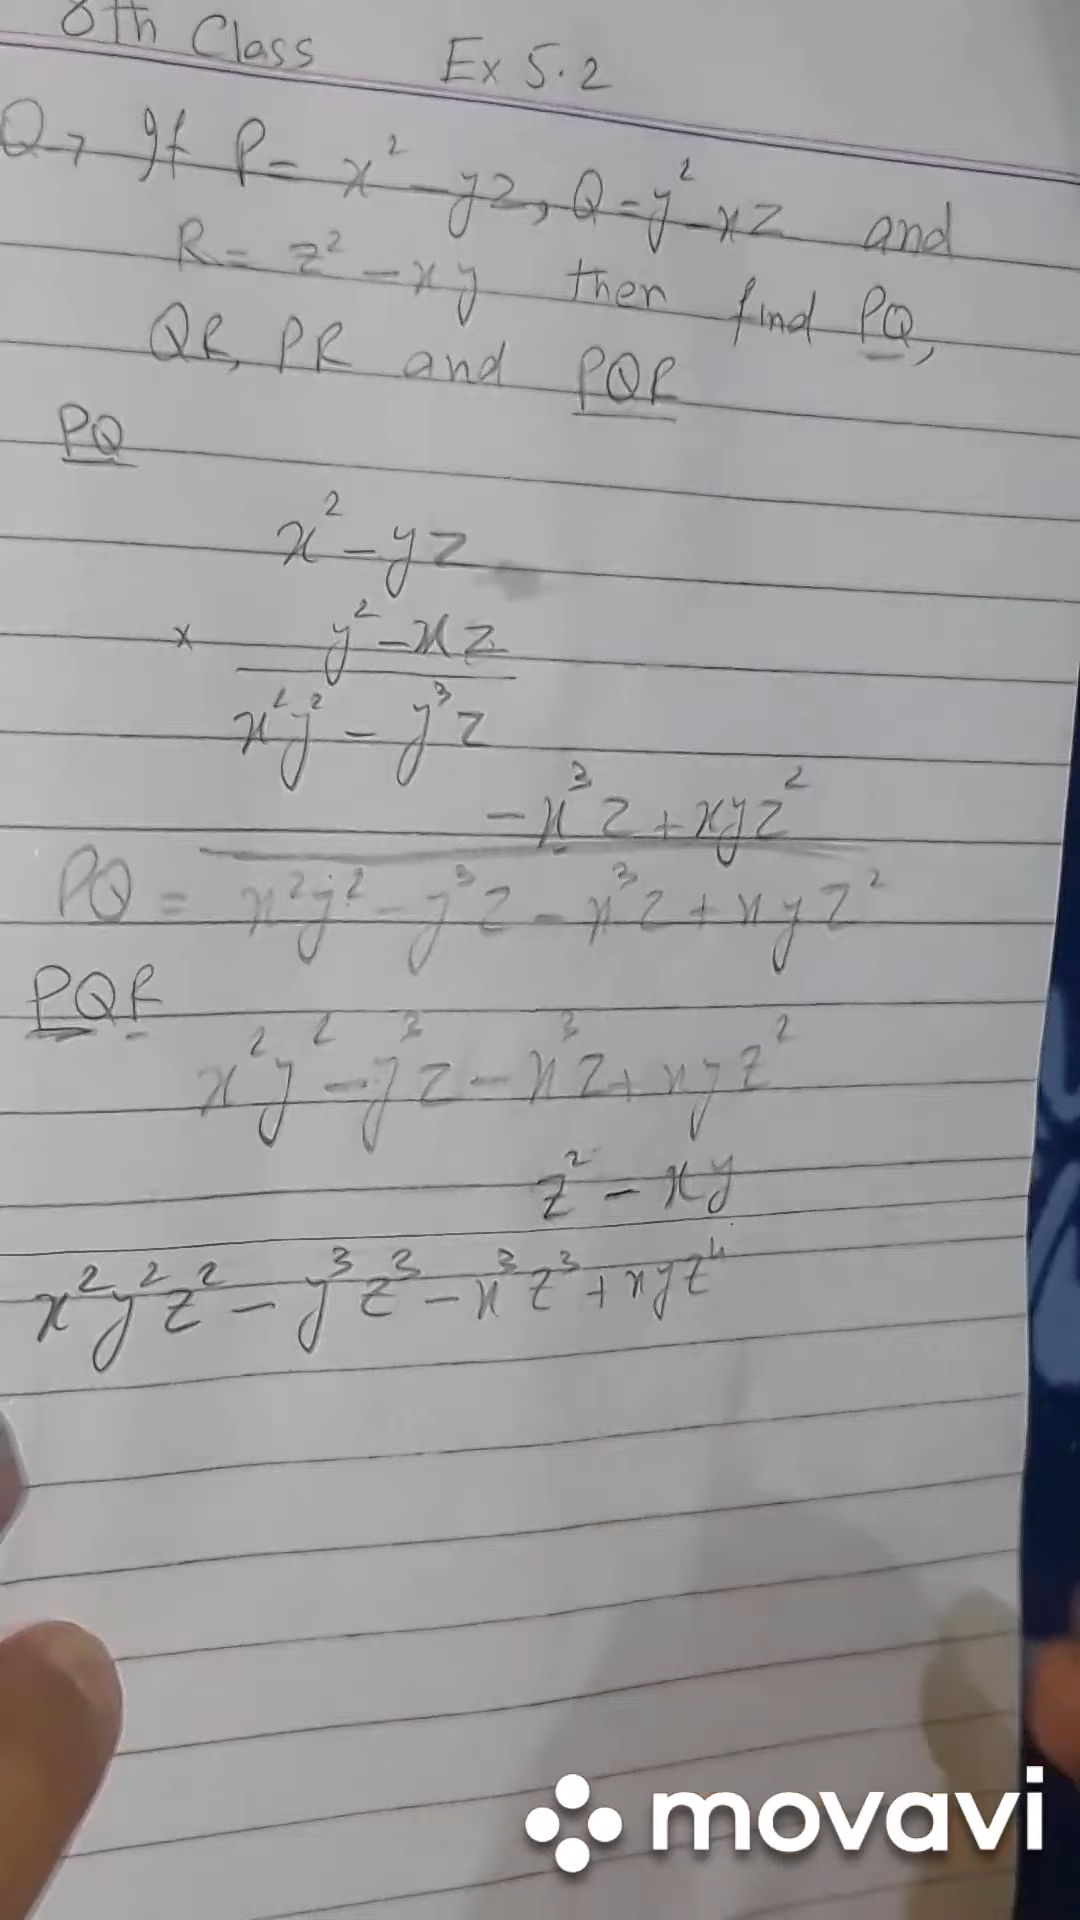 8th Class Ex 5.2
Q7 If P = x² - yz, Q = y² - xz and
R = z² - xy then find PQ,
QR, PR and PQR
PQ
x² - yz
× y² - xz
x²y² - y³z
- x³z + xyz²
PQ = x²y² - y³z - x³z + xyz²
PQR
x²y² - y³z - x³z + xyz²
z² - xy
x²y²z² - y³z³ - x³z³ + xyz⁴
movavi